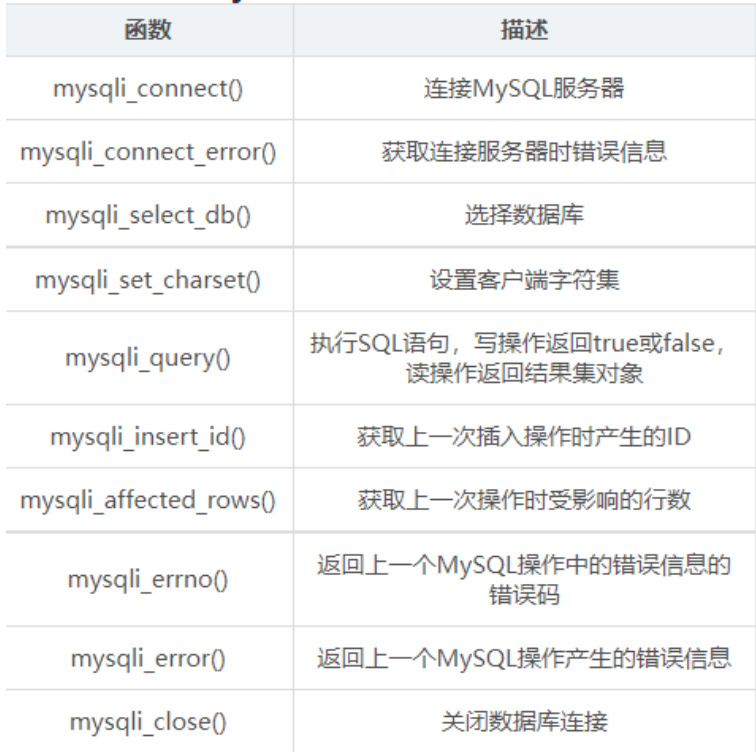 函数 描述
mysqli_connect() 连接MySQL服务器
mysqli_connect_error() 获取连接服务器时错误信息
mysqli_select_db() 选择数据库
mysqli_set_charset() 设置客户端字符集
mysqli_query() 执行SQL语句，写操作返回true或false，
读操作返回结果集对象
mysqli_insert_id() 获取上一次插入操作时产生的ID
mysqli_affected_rows() 获取上一次操作时受影响的行数
mysqli_errno() 返回上一个MySQL操作中的错误信息的
错误码
mysqli_error() 返回上一个MySQL操作产生的错误信息
mysqli_close() 关闭数据库连接